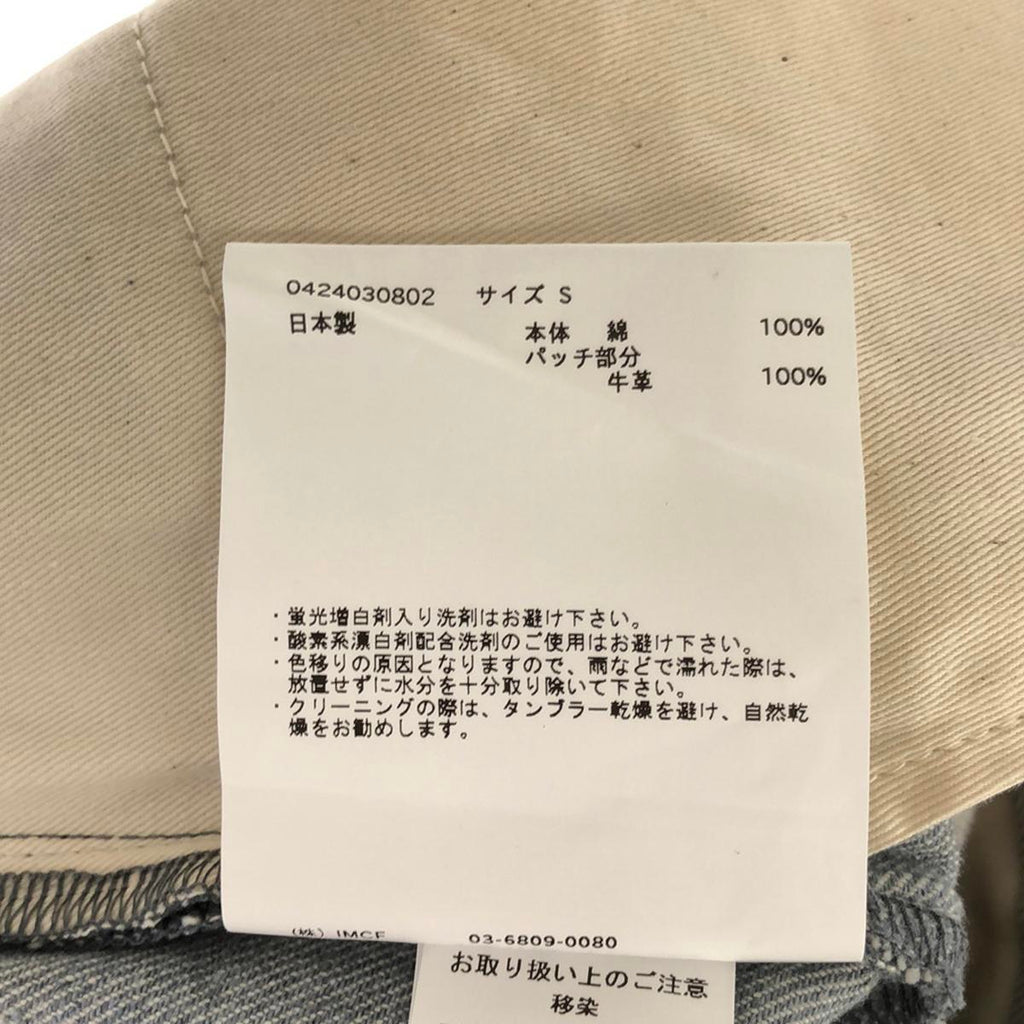 0424030802 サイズ S
日本製 本体 綿 100%
パッチ部分
牛革 100%
・蛍光増白剤入り洗剤はお避け下さい。
・酸素系漂白剤配合洗剤のご使用はお避け下さい。
・色移りの原因となりますので、雨などで濡れた際は、
放置せずに水分を十分取り除いて下さい。
・クリーニングの際は、タンブラー乾燥を避け、自然乾
燥をお勧めします。
(株) IMCF 03-6809-0080
お取り扱い上のご注意
移染